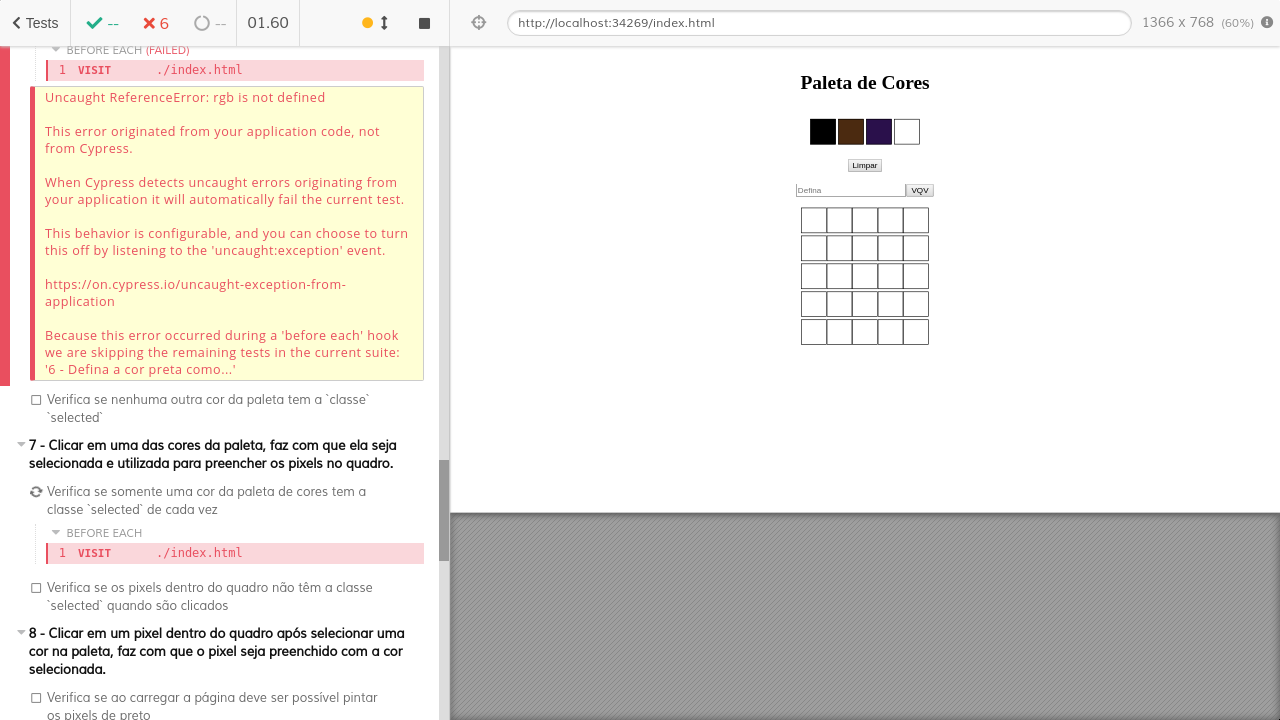 Tests
--
6
--
01.60
http://localhost:34269/index.html
1366 x 768 (60%)
BEFORE EACH (FAILED)
1 VISIT ./index.html
Uncaught ReferenceError: rgb is not defined
This error originated from your application code, not
from Cypress.
When Cypress detects uncaught errors originating from
your application it will automatically fail the current test.
This behavior is configurable, and you can choose to turn
this off by listening to the 'uncaught:exception' event.
https://on.cypress.io/uncaught-exception-from-
application
Because this error occurred during a 'before each' hook
we are skipping the remaining tests in the current suite:
'6 - Defina a cor preta como...'
Verifica se nenhuma outra cor da paleta tem a `classe`
`selected`
7 - Clicar em uma das cores da paleta, faz com que ela seja
selecionada e utilizada para preencher os pixels no quadro.
Verifica se somente uma cor da paleta de cores tem a
classe `selected` de cada vez
BEFORE EACH
1 VISIT ./index.html
Verifica se os pixels dentro do quadro não têm a classe
`selected` quando são clicados
8 - Clicar em um pixel dentro do quadro após selecionar uma
cor na paleta, faz com que o pixel seja preenchido com a cor
selecionada.
Verifica se ao carregar a página deve ser possível pintar
os pixels de preto
Paleta de Cores
Limpar
Defina
VQV